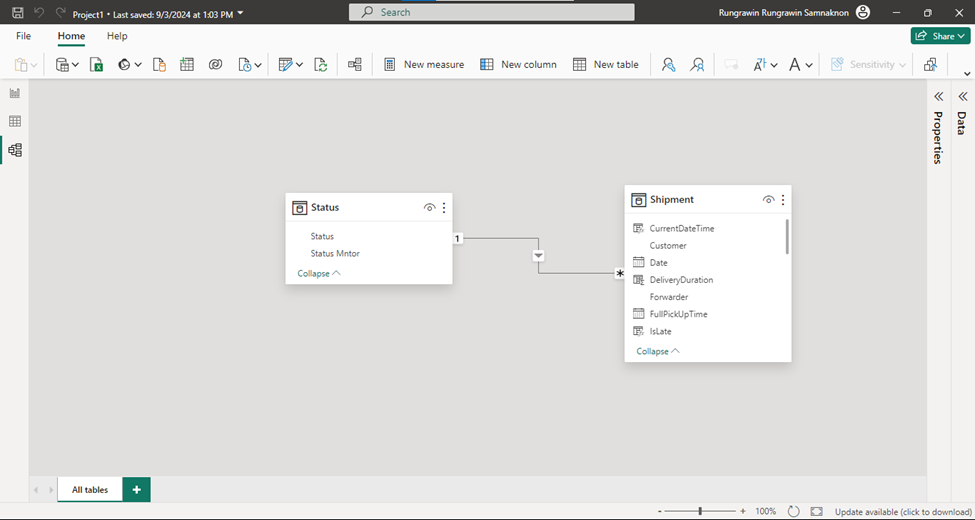 Project1 • Last saved: 9/3/2024 at 1:03 PM
Search
Rungrawin Rungrawin Samnaknon
File
Home
Help
Share
New measure
New column
New table
Sensitivity
Properties
Data
Status
Status
Status Mntor
Collapse
1
*
Shipment
CurrentDateTime
Customer
Date
DeliveryDuration
Forwarder
FullPickUpTime
IsLate
Collapse
All tables
+
- + 100%
Update available (click to download)